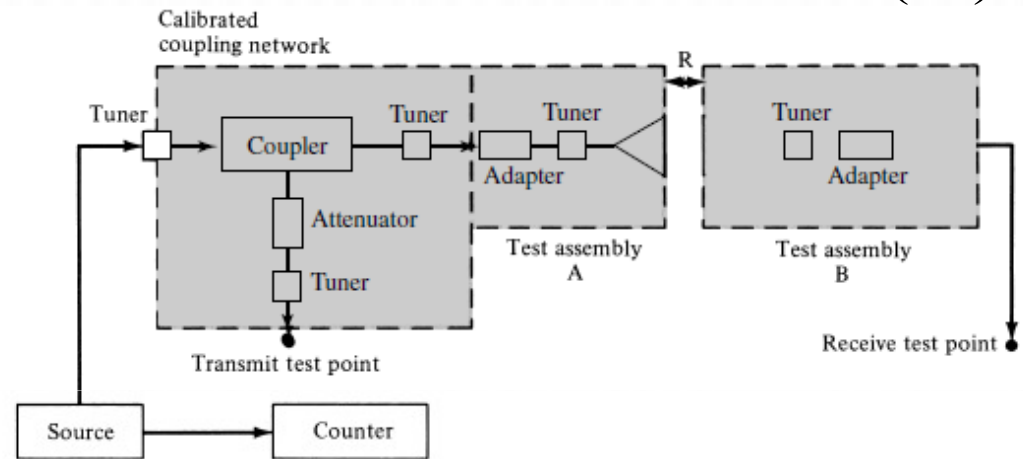 Calibrated
coupling network
R
Tuner
Tuner
Tuner
Tuner
Coupler
Adapter
Adapter
Attenuator
Test assembly
A
Test assembly
B
Tuner
Receive test point
Transmit test point
Source
Counter